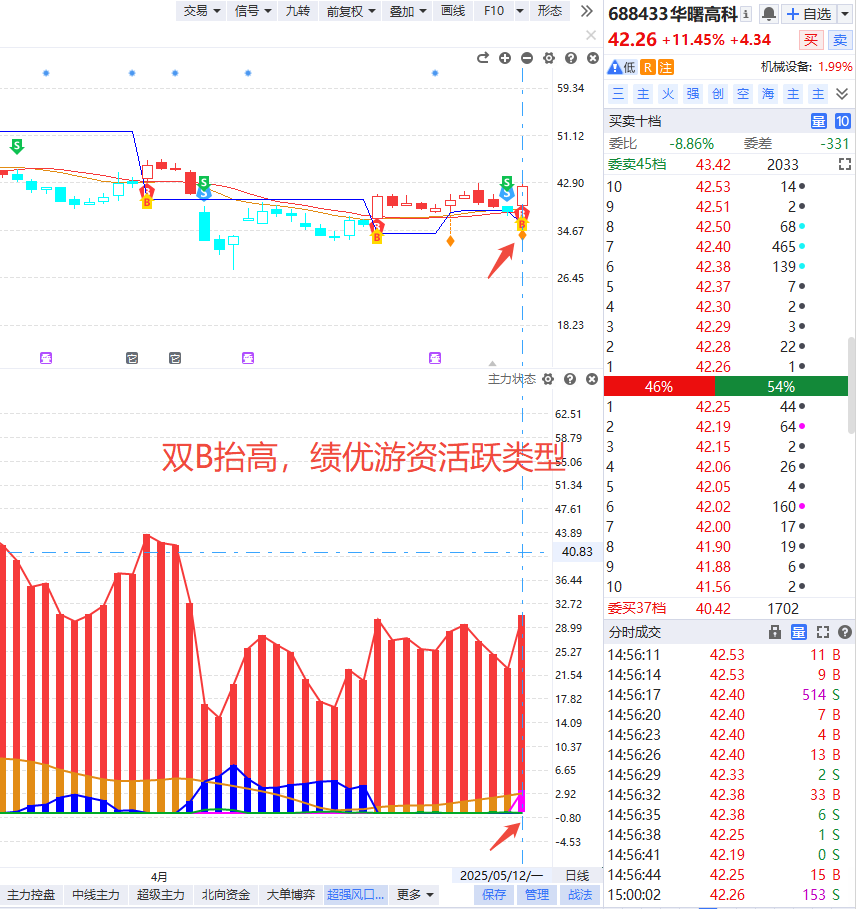 交易 信号 九转 前复权 叠加 画线 F10 形态
688433华曙高科 自选
42.26 +11.45% +4.34 买 卖
低 R 注 机械设备: 1.99%
三 主 火 强 创 空 海 主 主
买卖十档 量 10
委比 -8.86% 委差 -331
委卖45档 43.42 2033
10 42.53 14
9 42.51 2
8 42.50 68
7 42.40 465
6 42.38 139
5 42.37 7
4 42.30 2
3 42.29 3
2 42.28 22
1 42.26 1
46% 54%
1 42.25 44
2 42.19 64
3 42.15 2
4 42.06 26
5 42.05 4
6 42.02 160
7 42.00 17
8 41.90 19
9 41.88 6
10 41.56 2
委买37档 40.42 1702
分时成交 量
14:56:11 42.53 11 B
14:56:14 42.53 9 B
14:56:17 42.40 514 S
14:56:20 42.40 7 B
14:56:23 42.40 4 B
14:56:26 42.40 13 B
14:56:29 42.33 2 S
14:56:32 42.38 33 B
14:56:35 42.38 6 S
14:56:38 42.25 1 S
14:56:41 42.19 0 S
14:56:44 42.25 15 B
15:00:02 42.26 153 S
59.34
51.12
42.90
34.67
26.45
18.23
S
B
S
S
B
S
S
B
主力状态
62.51
58.79
55.06
51.34
47.61
43.89
40.83
36.44
32.72
28.99
25.27
21.54
17.82
14.09
10.37
6.65
2.92
-0.80
-4.53
双B抬高，绩优游资活跃类型
4月 2025/05/12/一 日线
主力控盘 中线主力 超级主力 北向资金 大单博弈 超强风口... 更多 保存 管理 战法